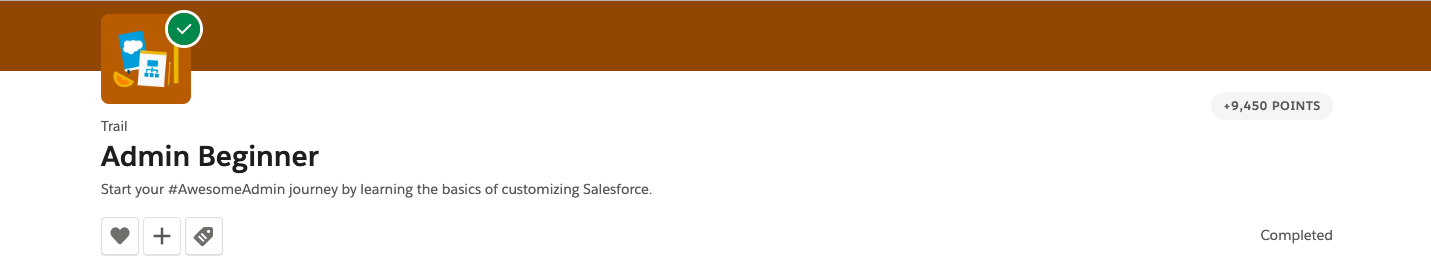 +9,450 POINTS
Trail
Admin Beginner
Start your #AwesomeAdmin journey by learning the basics of customizing Salesforce.
Completed